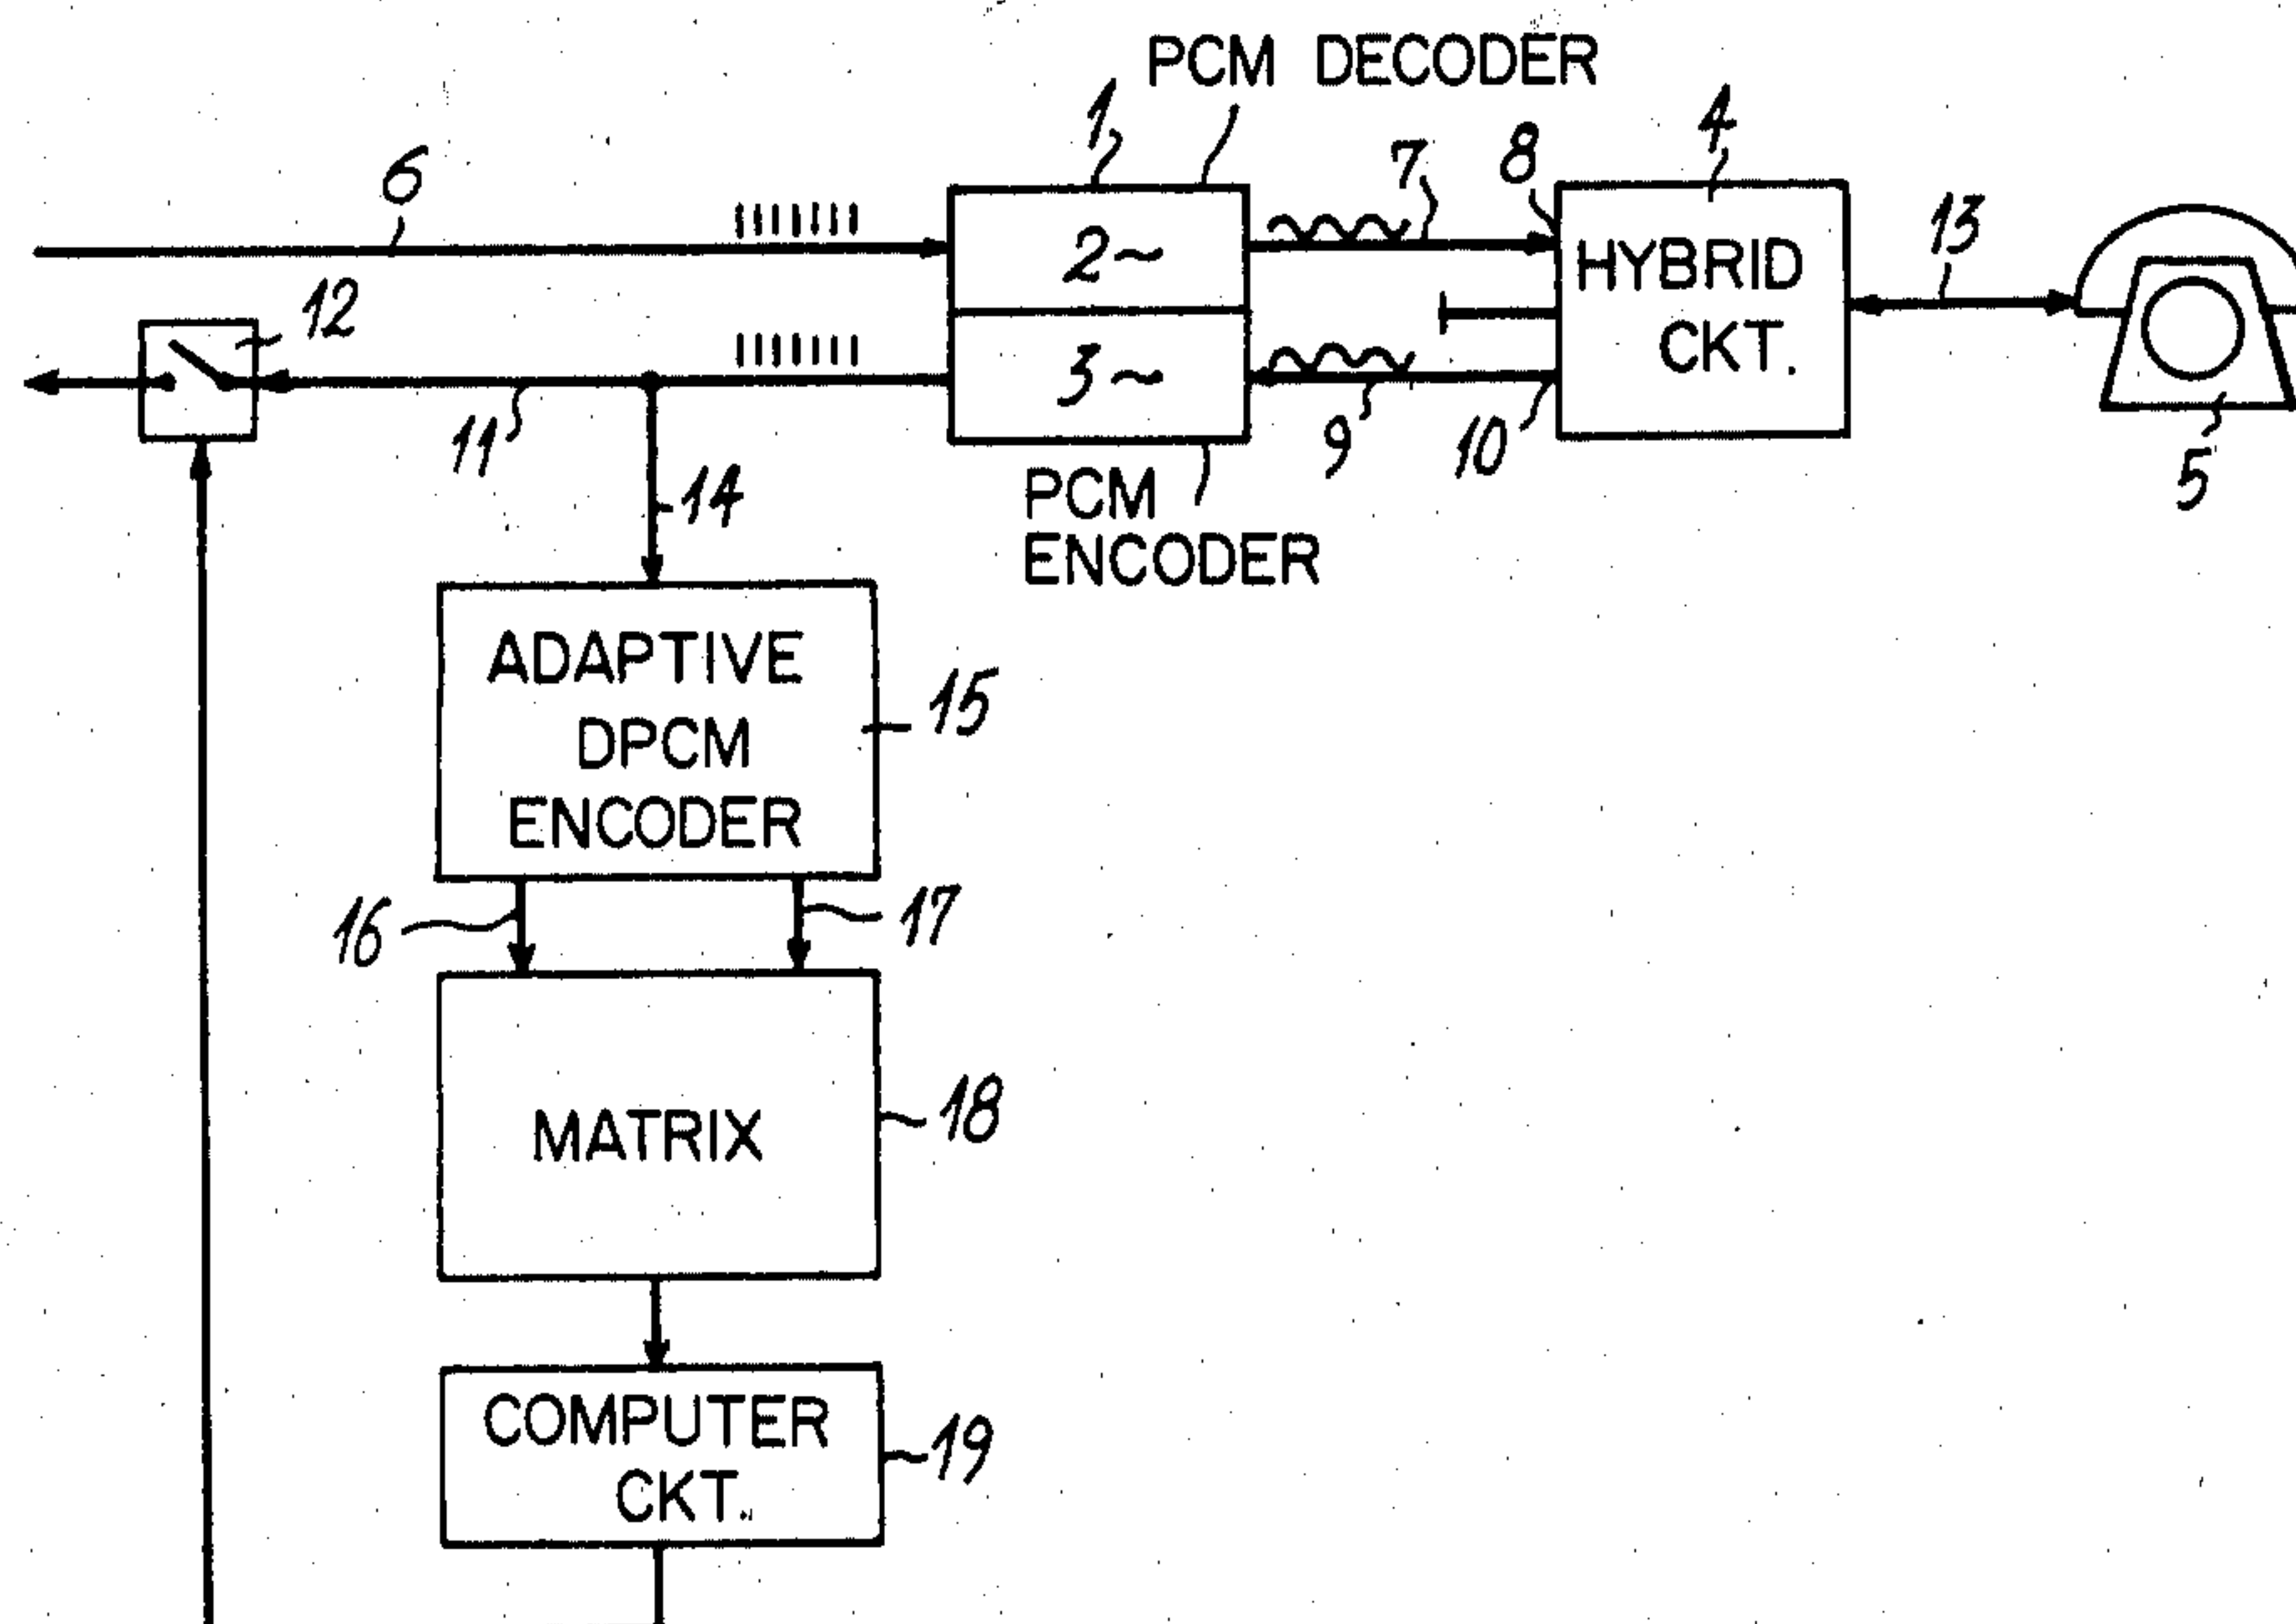 PCM DECODER
1
4
6
7
8
13
2~
HYBRID
CKT.
12
3~
11
9
10
5
14
PCM
ENCODER
ADAPTIVE
DPCM
ENCODER
15
16
17
MATRIX
18
COMPUTER
CKT.
19